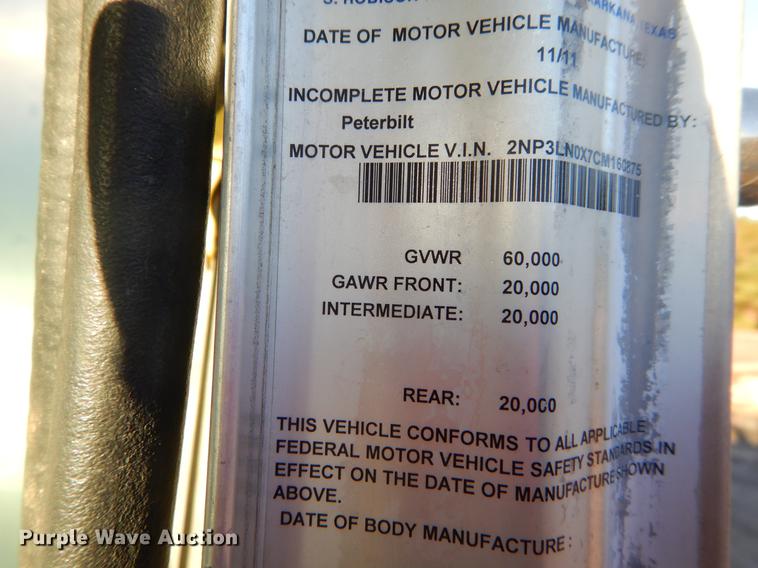 TEXAS
DATE OF MOTOR VEHICLE MANUFACTURE:
11/11
INCOMPLETE MOTOR VEHICLE MANUFACTURED BY:
Peterbilt
MOTOR VEHICLE V.I.N. 2NP3LN0X7CM160875
GVWR 60,000
GAWR FRONT: 20,000
INTERMEDIATE: 20,000
REAR: 20,000
THIS VEHICLE CONFORMS TO ALL APPLICABLE
FEDERAL MOTOR VEHICLE SAFETY STANDARDS IN
EFFECT ON THE DATE OF MANUFACTURE SHOWN
ABOVE.
DATE OF BODY MANUFACTURE:
Purple Wave Auction